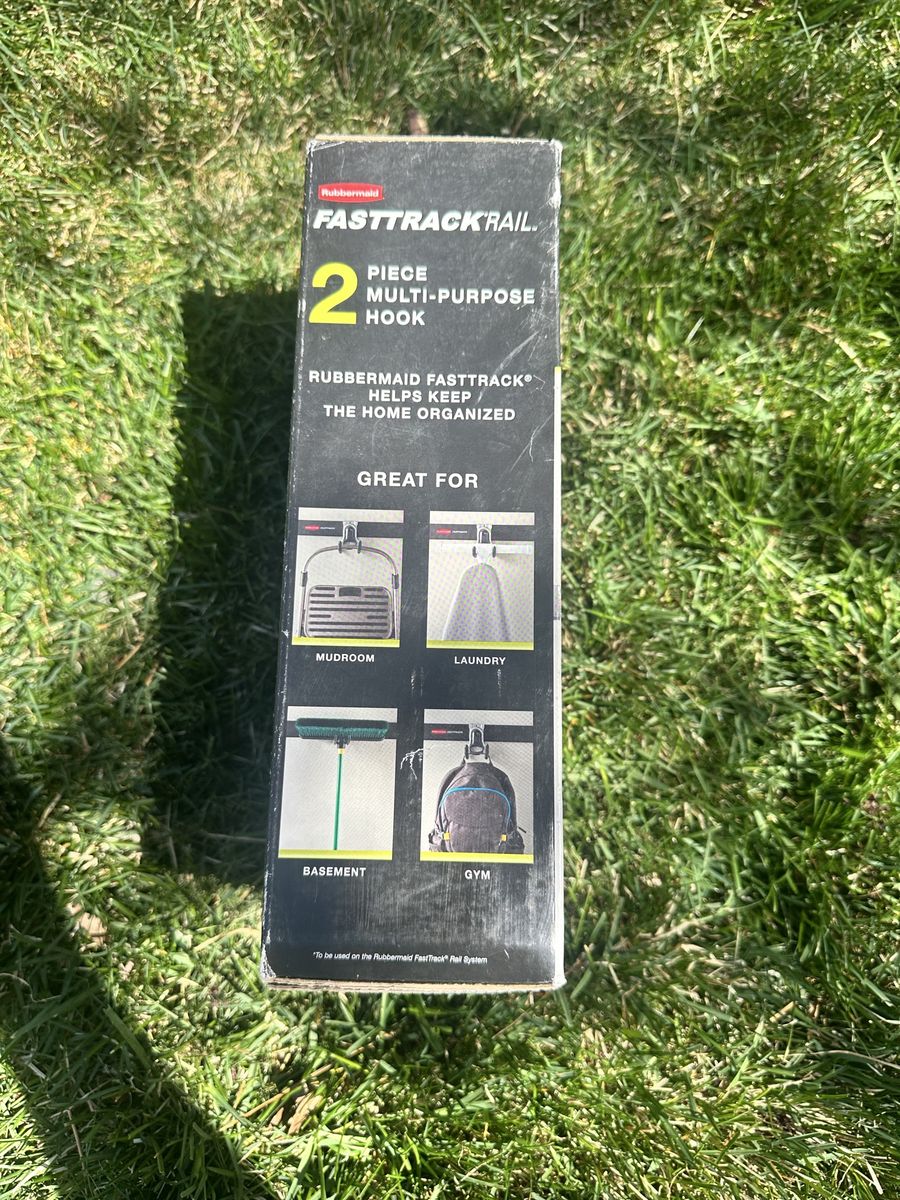 Rubbermaid
FASTTRACK® RAIL™
2 PIECE
MULTI-PURPOSE
HOOK
RUBBERMAID FASTTRACK®
HELPS KEEP
THE HOME ORGANIZED
GREAT FOR
MUDROOM
LAUNDRY
BASEMENT
GYM
*To be used on the Rubbermaid FastTrack® Rail System